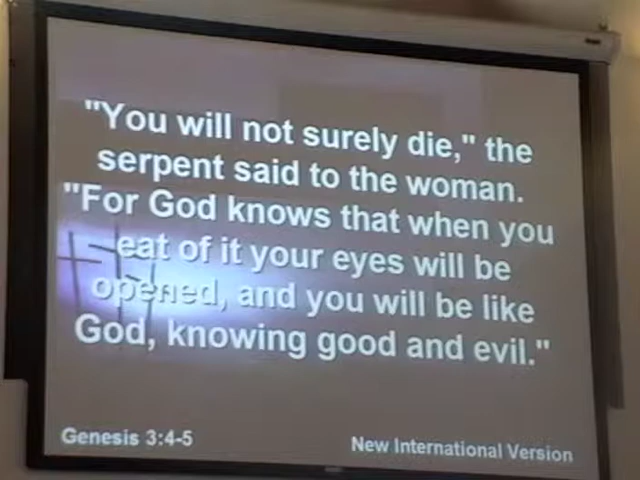 "You will not surely die," the
serpent said to the woman.
"For God knows that when you
eat of it your eyes will be
opened, and you will be like
God, knowing good and evil."
Genesis 3:4-5
New International Version